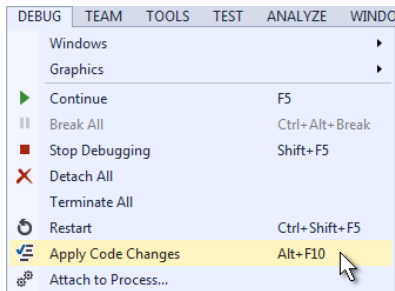 DEBUG TEAM TOOLS TEST ANALYZE
Windows
Graphics
Continue F5
Break All Ctrl+Alt+Break
Stop Debugging Shift+F5
Detach All
Terminate All
Restart Ctrl+Shift+F5
Apply Code Changes Alt+F10
Attach to Process...